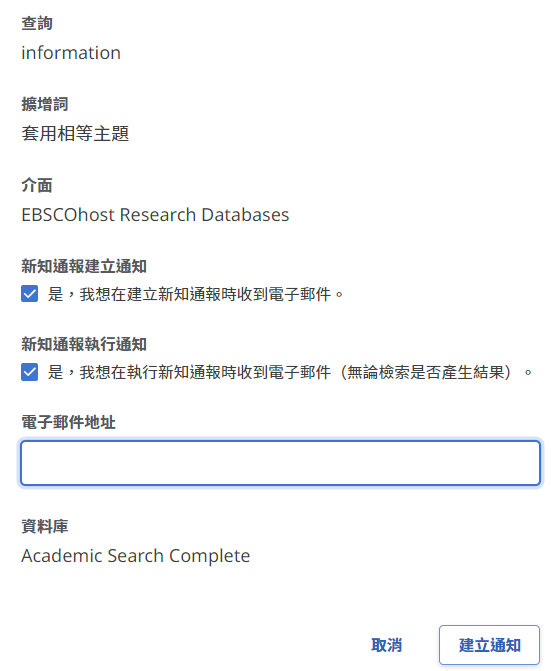 查詢
information
擴增詞
套用相等主題
介面
EBSCOhost Research Databases
新知通報建立通知
是，我想在建立新知通報時收到電子郵件。
新知通報執行通知
是，我想在執行新知通報時收到電子郵件（無論檢索是否產生結果）。
電子郵件地址
資料庫
Academic Search Complete
取消 建立通知